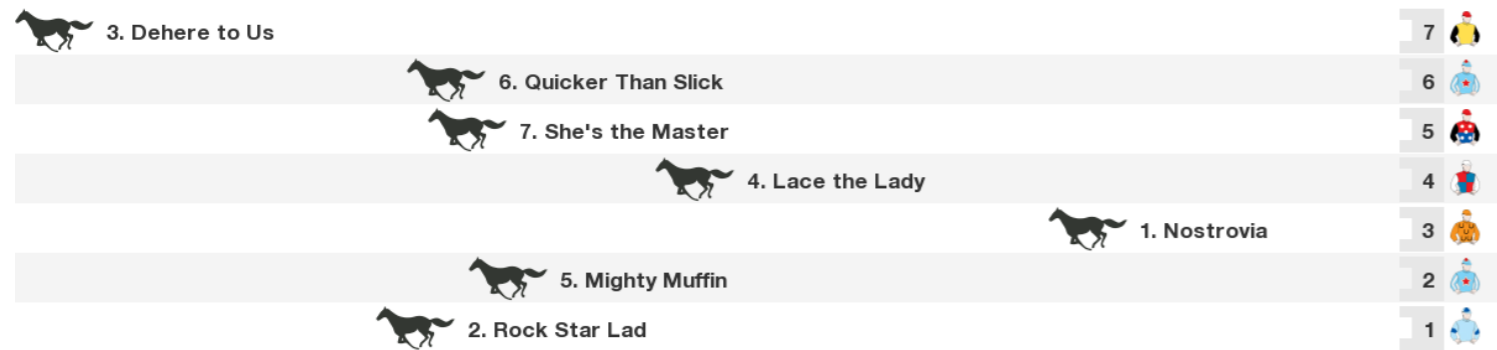 3. Dehere to Us 7
6. Quicker Than Slick 6
7. She's the Master 5
4. Lace the Lady 4
1. Nostrovia 3
5. Mighty Muffin 2
2. Rock Star Lad 1